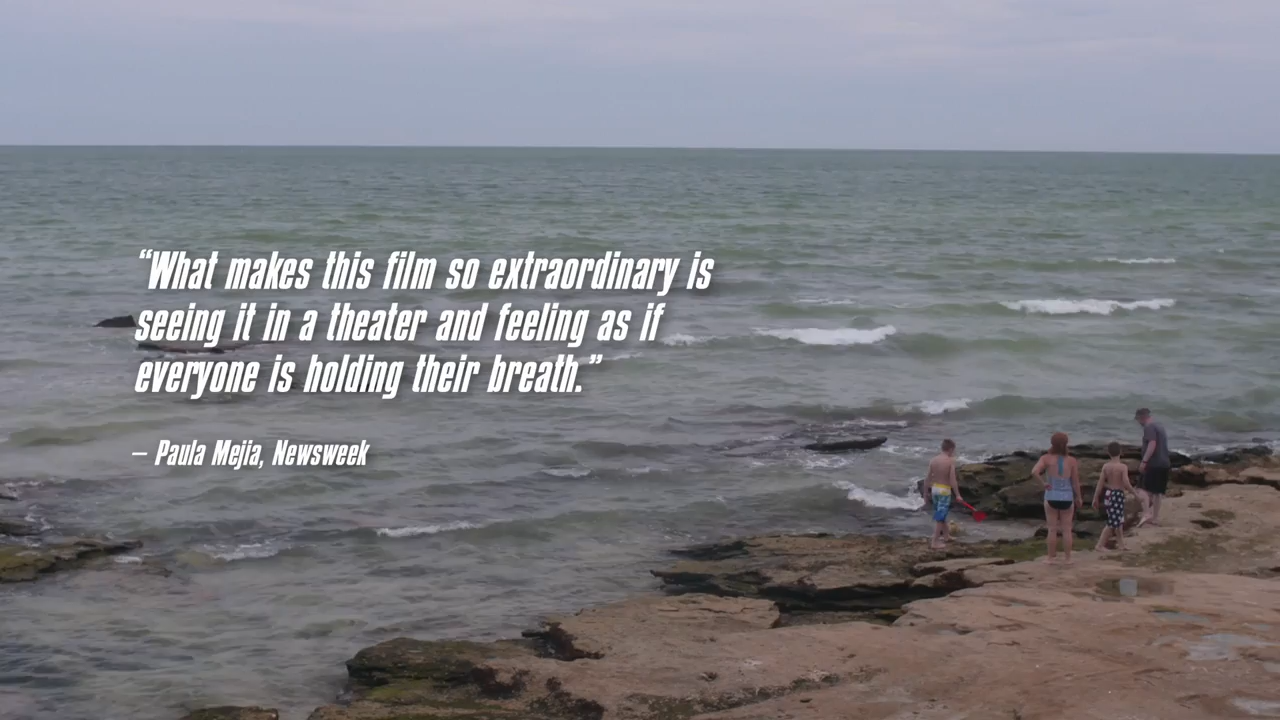 “What makes this film so extraordinary is
seeing it in a theater and feeling as if
everyone is holding their breath.”
– Paula Mejia, Newsweek